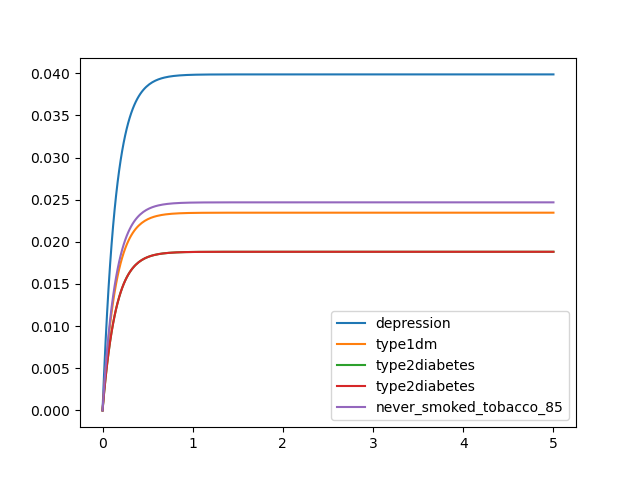 0.040
0.035
0.030
0.025
0.020
0.015
0.010
0.005
0.000
depression
type1dm
type2diabetes
type2diabetes
never_smoked_tobacco_85
0 1 2 3 4 5